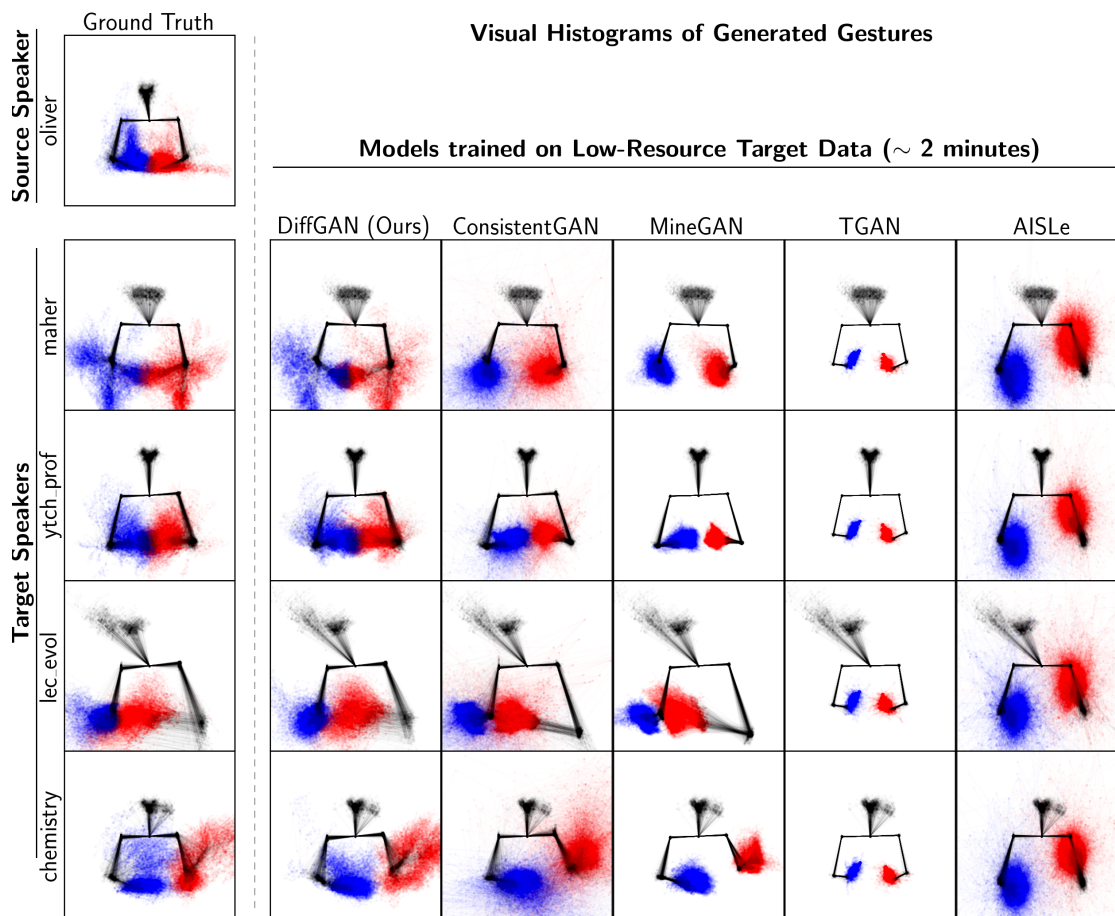 Ground Truth
Visual Histograms of Generated Gestures
Source Speaker
oliver
Models trained on Low-Resource Target Data (∼ 2 minutes)
DiffGAN (Ours)
ConsistentGAN
MineGAN
TGAN
AISLe
Target Speakers
maher
ytch_prof
lec_evol
chemistry